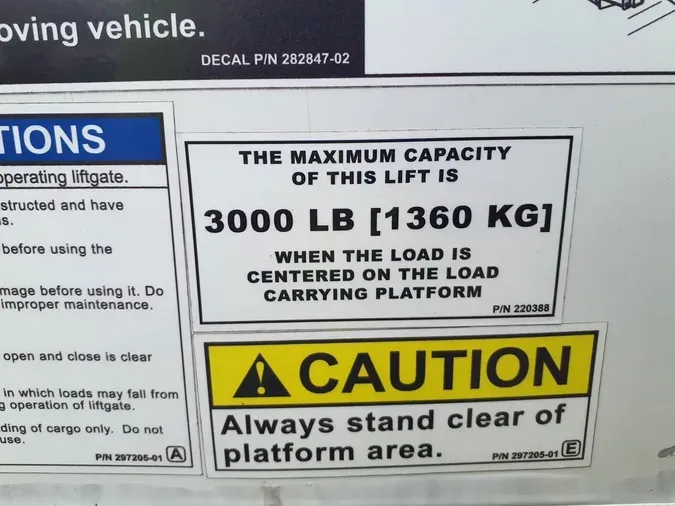 oving vehicle.
DECAL P/N 282847-02
TIONS
operating liftgate.
structed and have
s.
before using the
mage before using it. Do
improper maintenance.
open and close is clear
in which loads may fall from
g operation of liftgate.
ding of cargo only. Do not
use.
P/N 297205-01 A
THE MAXIMUM CAPACITY
OF THIS LIFT IS
3000 LB [1360 KG]
WHEN THE LOAD IS
CENTERED ON THE LOAD
CARRYING PLATFORM
P/N 220388
CAUTION
Always stand clear of
platform area.
P/N 297205-01 E